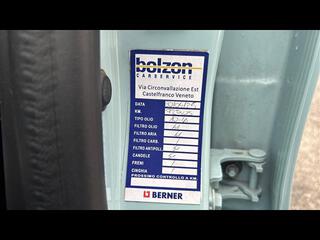 bolzon
CARSERVICE
Via Circonvallazione Est
Castelfranco Veneto
DATA
KM.
TIPO OLIO
FILTRO OLIO
FILTRO ARIA
FILTRO CARB.
FILTRO ANTIPOLL.
CANDELE
FRENI
CINGHIA
PROSSIMO CONTROLLO A KM.
BERNER